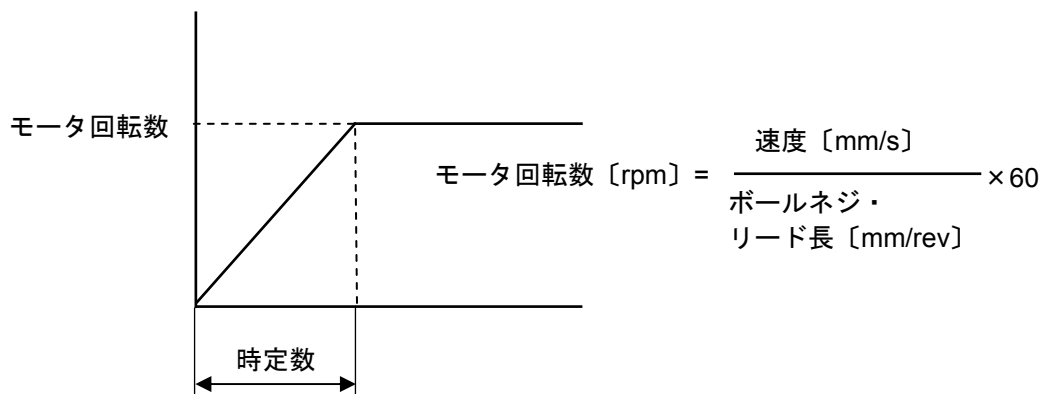 モータ回転数
速度〔mm/s〕
モータ回転数〔rpm〕=
×60
ボールネジ・
リード長〔mm/rev〕
時定数